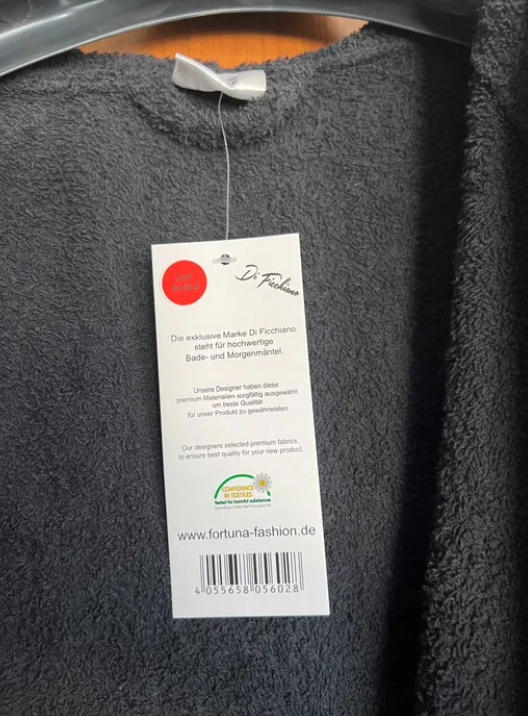 Di Ficchiano
Die exklusive Marke Di Ficchiano
steht für hochwertige
Bade- und Morgenmäntel.
Unsere Designer haben diese
premium Materialien sorgfältig ausgewählt
um beste Qualität
für unser Produkt zu gewährleisten.
Our designers selected premium fabrics
to ensure best quality for your new product.
CONFIDENCE
IN TEXTILES
Tested for harmful substances
www.fortuna-fashion.de
4 055658 056028